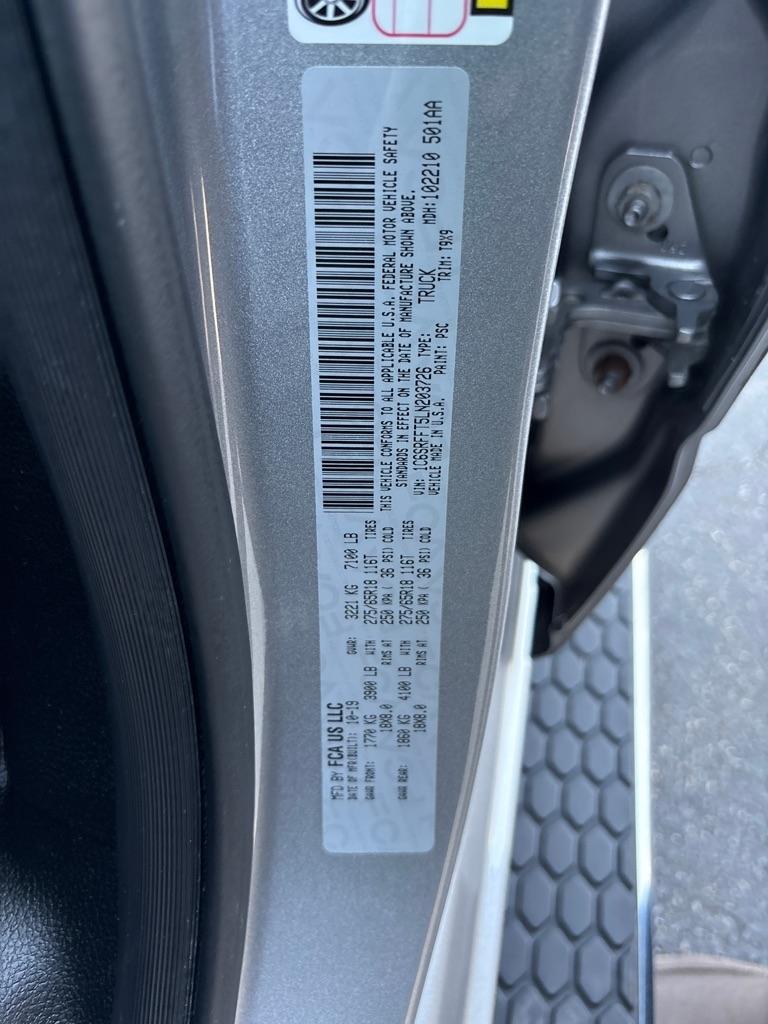 MFD BY FCA US LLC
DATE OF MFR(BUILT): 10-19 GVWR: 3221 KG 7100 LB
GAWR FRONT: 1770 KG 3900 LB WITH 275/65R18 116T TIRES
18X8.0 RIMS AT 250 KPA ( 36 PSI) COLD
GAWR REAR: 1860 KG 4100 LB WITH 275/65R18 116T TIRES
18X8.0 RIMS AT 250 KPA ( 36 PSI) COLD
THIS VEHICLE CONFORMS TO ALL APPLICABLE U.S.A. FEDERAL MOTOR VEHICLE SAFETY
STANDARDS IN EFFECT ON THE DATE OF MANUFACTURE SHOWN ABOVE.
VIN: 1C6SRFFT5LN203726 TYPE: TRUCK MDH:102210 501AA
VEHICLE MADE IN U.S.A. PAINT: PSC TRIM: T9X9